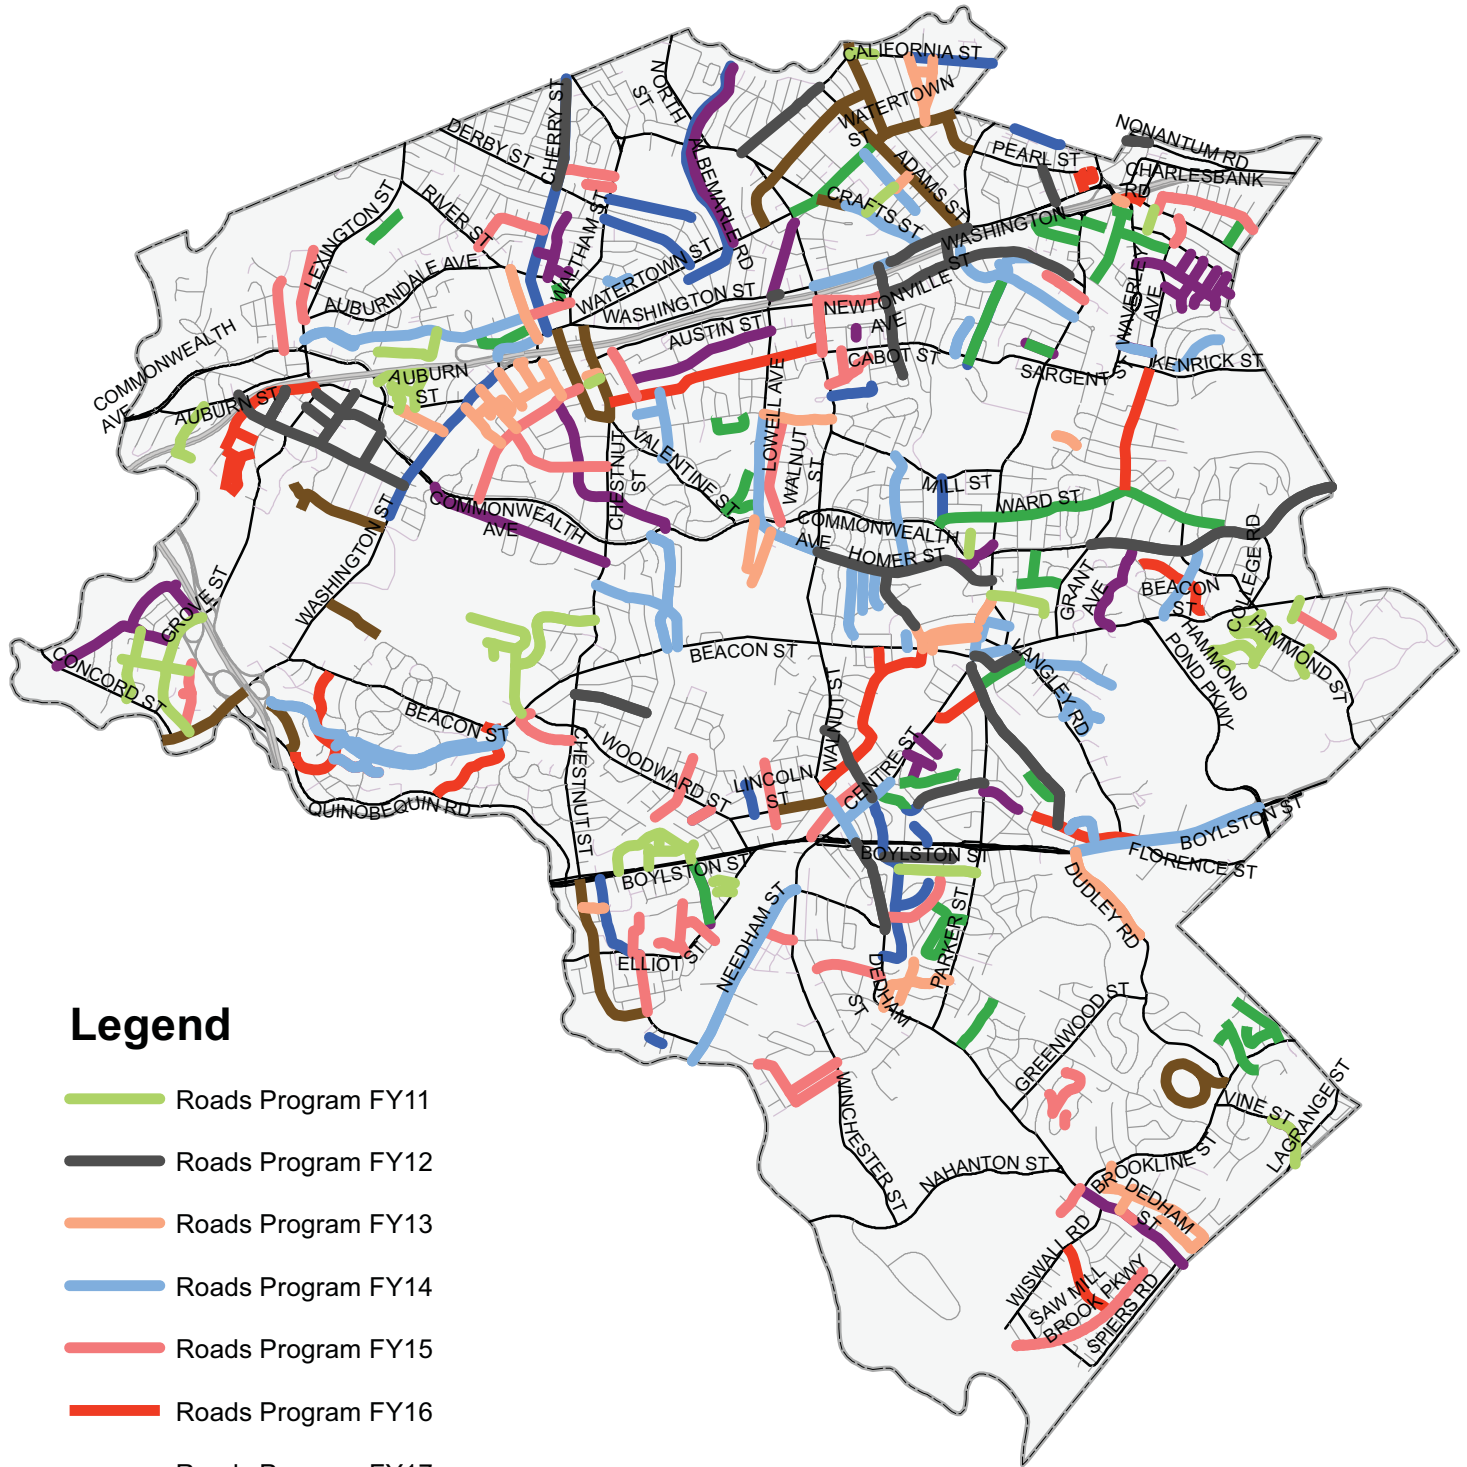 CALIFORNIA ST
NORTH
ST
WATERTOWN
ST
CHERRY ST
DERBY ST
NONANTUM RD
PEARL ST
ADAMS ST
CHARLESBANK
RD
ALBEMARLE RD
LEXINGTON ST
RIVER ST
WALTHAM ST
CRAFTS ST
WASHINGTON
ST
AUBURNDALE AVE
WATERTOWN ST
WASHINGTON ST
NEWTONVILLE
AVE
WAVERLEY
AVE
AUSTIN ST
COMMONWEALTH
AVE
AUBURN
ST
CABOT ST
SARGENT ST
KENRICK ST
AUBURN ST
LOWELL AVE
WALNUT
ST
VALENTINE ST
CHESTNUT
ST
MILL ST
WARD ST
COMMONWEALTH
AVE
COMMONWEALTH
AVE
HOMER ST
WASHINGTON ST
GROVE ST
GRANT
AVE
BEACON
ST
COLLEGE RD
HAMMOND
POND PKWY
HAMMOND ST
CONCORD ST
BEACON ST
LANGLEY RD
BEACON ST
WALNUT ST
CENTRE ST
WOODWARD ST
LINCOLN
ST
CHESTNUT ST
QUINOBEQUIN RD
BOYLSTON ST
BOYLSTON ST
BOYLSTON ST
FLORENCE ST
DUDLEY RD
NEEDHAM ST
PARKER ST
ELLIOT ST
DEDHAM
ST
GREENWOOD ST
WINCHESTER ST
VINE ST
LAGRANGE ST
NAHANTON ST
BROOKLINE ST
DEDHAM
ST
WISWALL RD
SAW MILL
BROOK PKWY
SPIERS RD
Legend
Roads Program FY11
Roads Program FY12
Roads Program FY13
Roads Program FY14
Roads Program FY15
Roads Program FY16
Roads Program FY17